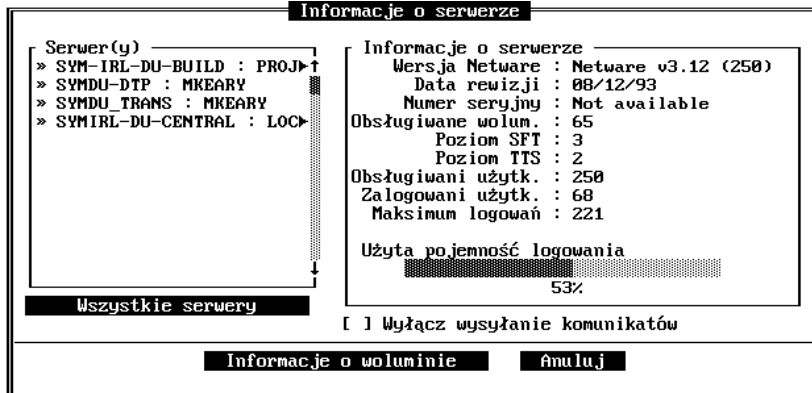 Informacje o serwerze
Serwer(y)
» SYM-IRL-DU-BUILD : PROJ
» SYMDU-DTP : MKEARY
» SYMDU_TRANS : MKEARY
» SYMIRL-DU-CENTRAL : LOC
Wszystkie serwery
Informacje o serwerze
Wersja Netware : Netware v3.12 (250)
Data rewizji : 08/12/93
Numer seryjny : Not available
Obsługiwane wolum. : 65
Poziom SFT : 3
Poziom TTS : 2
Obsługiwani użytk. : 250
Zalogowani użytk. : 68
Maksimum logowań : 221
Użyta pojemność logowania
53%
[ ] Wyłącz wysyłanie komunikatów
Informacje o woluminie Anuluj